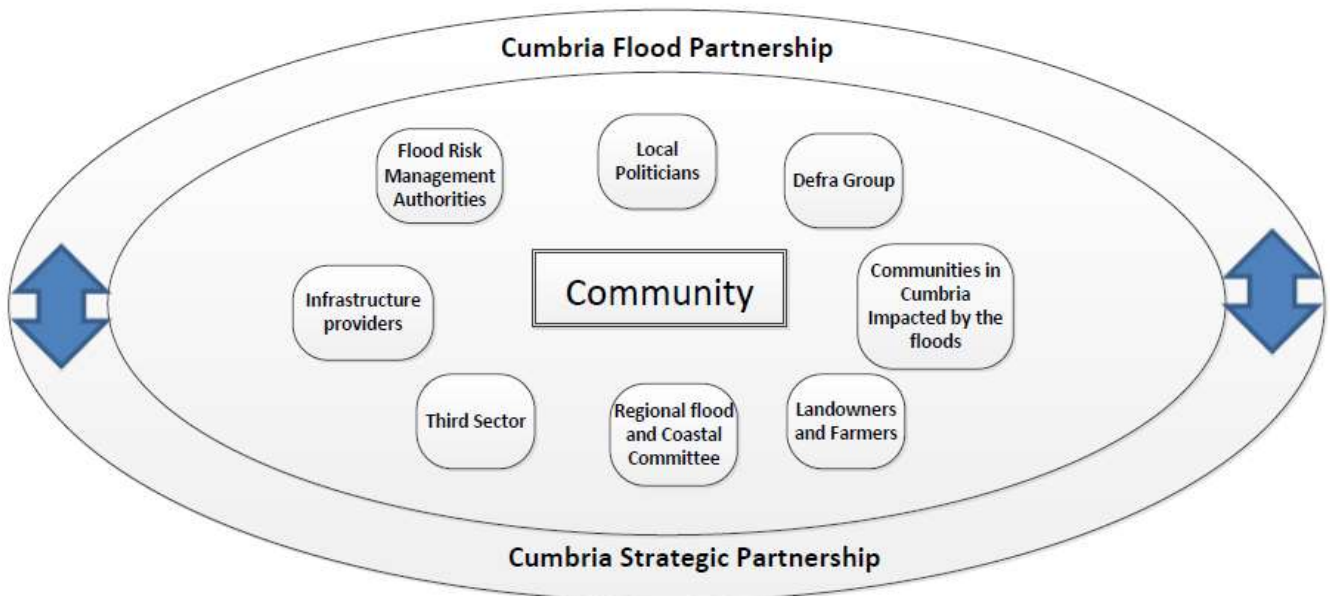 Cumbria Flood Partnership
Flood Risk
Management
Authorities
Local
Politicians
Defra Group
Infrastructure
providers
Community
Communities in
Cumbria
Impacted by the
floods
Third Sector
Regional flood
and Coastal
Committee
Landowners
and Farmers
Cumbria Strategic Partnership